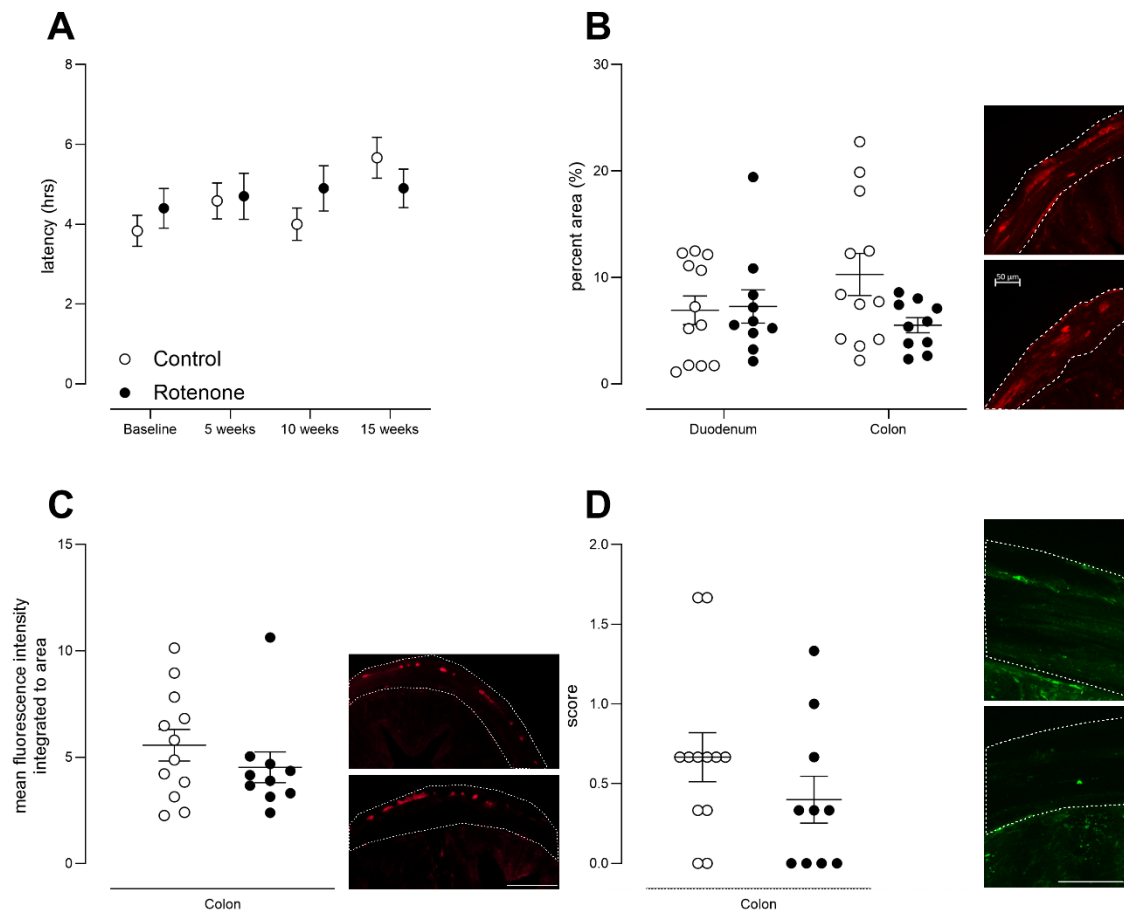 A
8
6
4
2
0
latency (hrs)
Control
Rotenone
Baseline 5 weeks 10 weeks 15 weeks
B
30
20
10
0
percent area (%)
Duodenum Colon
50 µm
C
15
10
5
0
mean fluorescence intensity
integrated to area
Colon
D
2.0
1.5
1.0
0.5
0.0
score
Colon